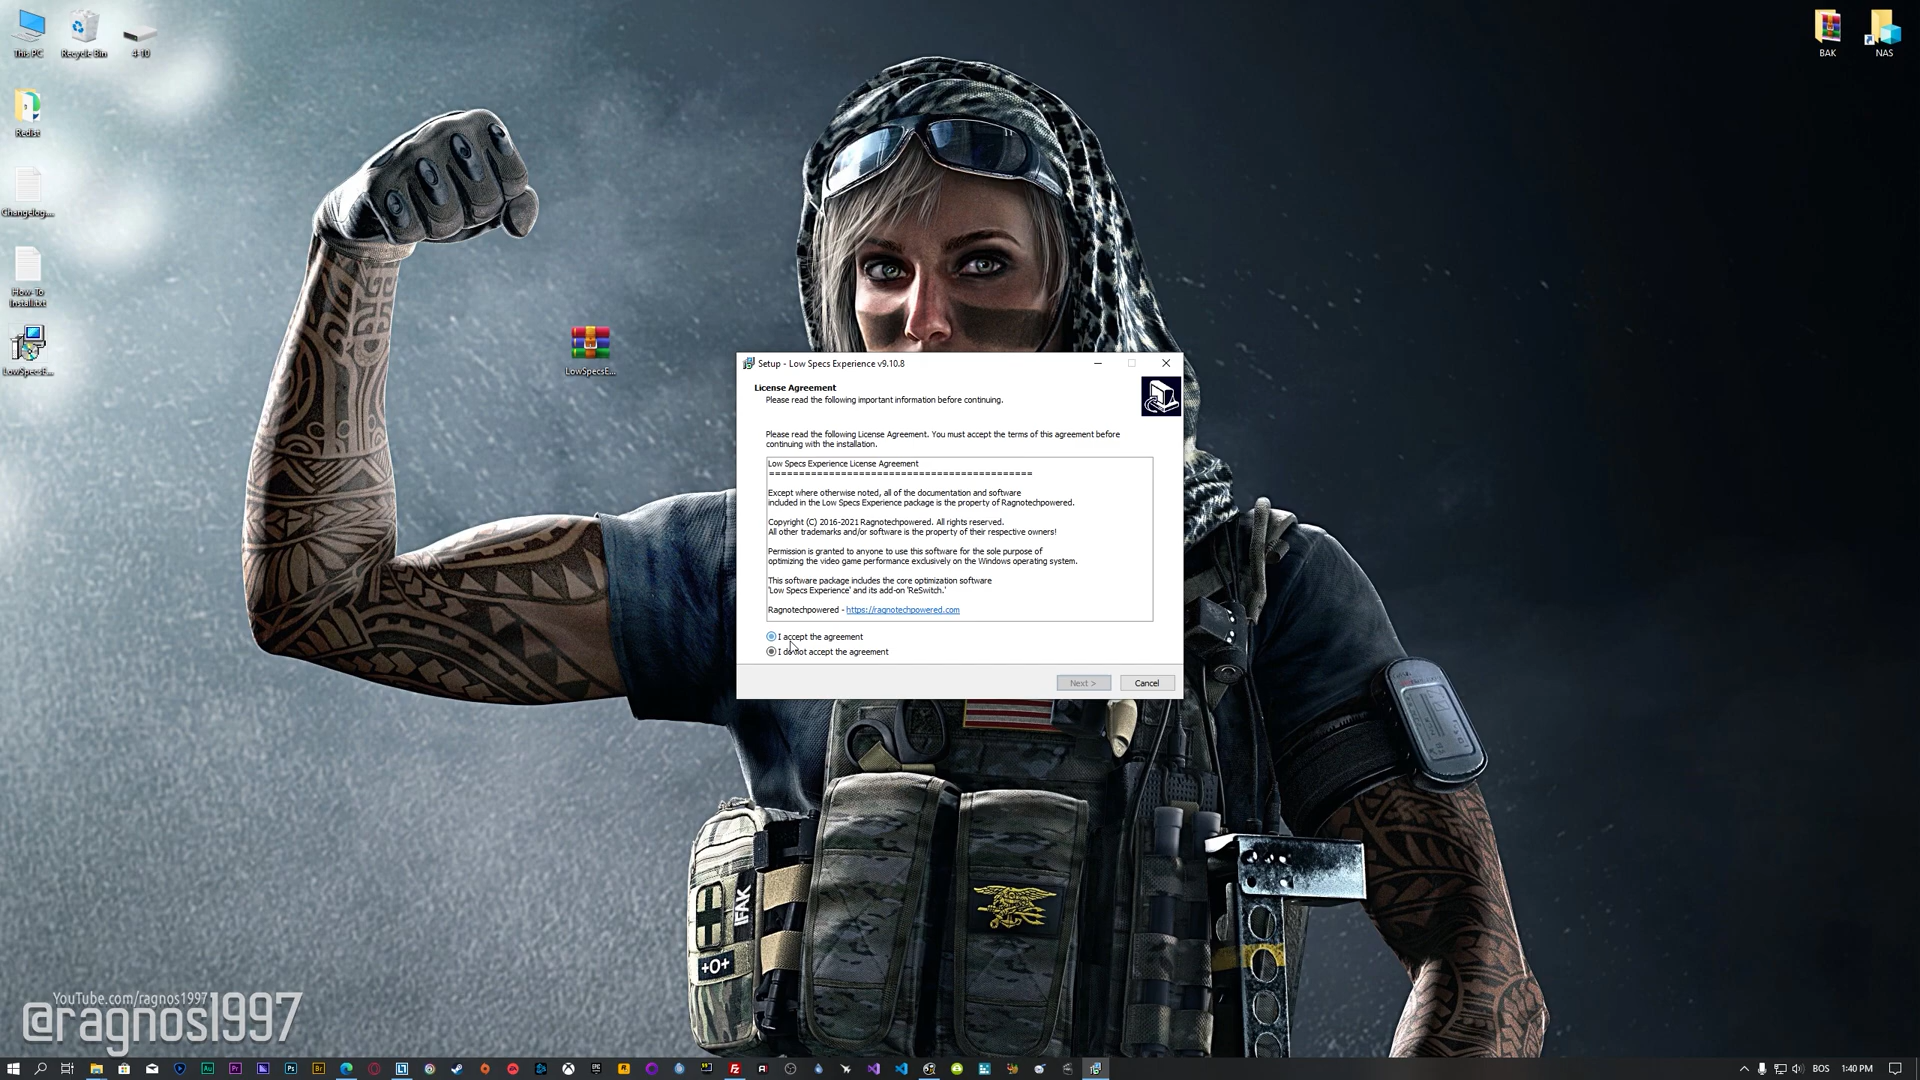 This PC
Recycle Bin
4-10
BAK
NAS
Redist
Changelog....
How-To
Install.txt
LowSpecsE...
LowSpecsE...
Setup - Low Specs Experience v9.10.8
License Agreement
Please read the following important information before continuing.
Please read the following License Agreement. You must accept the terms of this agreement before
continuing with the installation.
Low Specs Experience License Agreement
============================================
Except where otherwise noted, all of the documentation and software
included in the Low Specs Experience package is the property of Ragnotechpowered.
Copyright (C) 2016-2021 Ragnotechpowered. All rights reserved.
All other trademarks and/or software is the property of their respective owners!
Permission is granted to anyone to use this software for the sole purpose of
optimizing the video game performance exclusively on the Windows operating system.
This software package includes the core optimization software
'Low Specs Experience' and its add-on 'ReSwitch.'
Ragnotechpowered - https://ragnotechpowered.com
I accept the agreement
I do not accept the agreement
Next >
Cancel
IFAK
+O+
YouTube.com/ragnos1997
@ragnos1997
Au
Pr
Ps
Br
BOS
1:40 PM